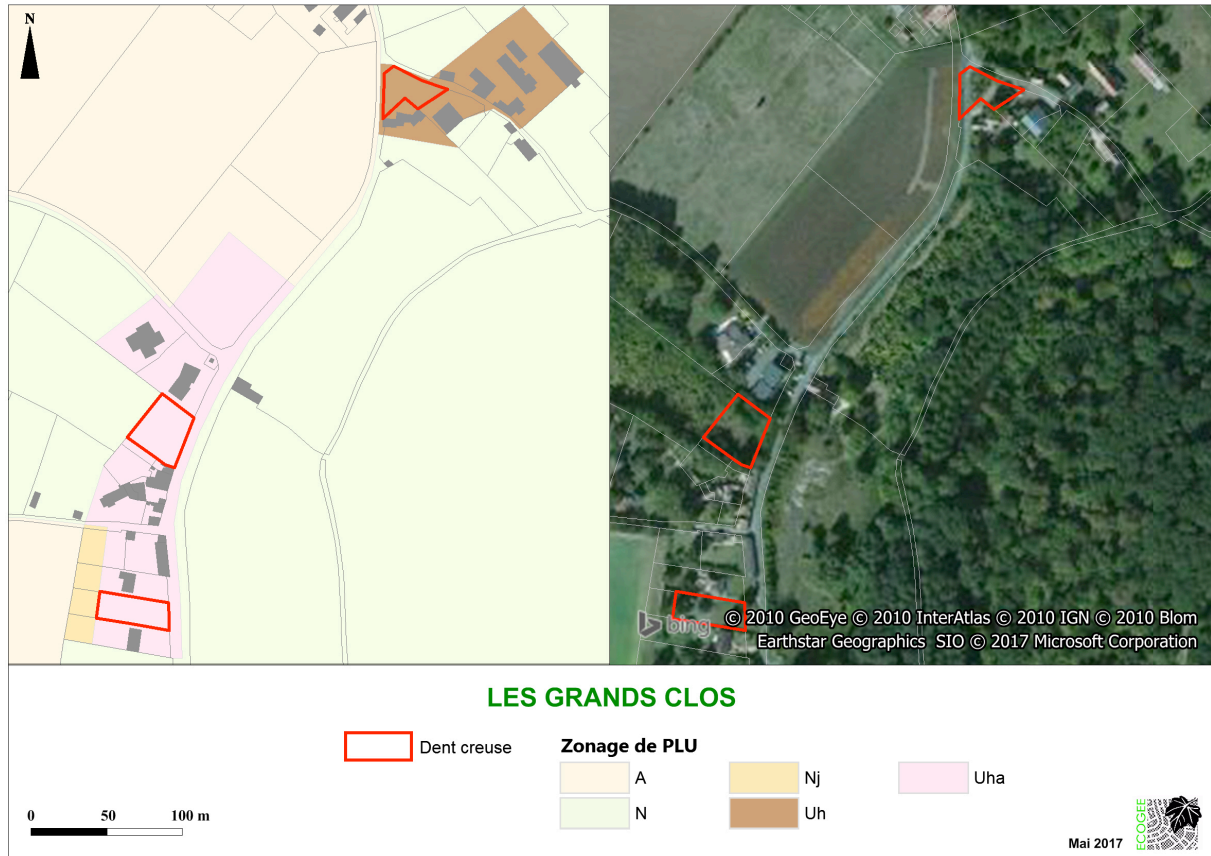 N
bing
© 2010 GeoEye © 2010 InterAtlas © 2010 IGN © 2010 Blom
Earthstar Geographics SIO © 2017 Microsoft Corporation
LES GRANDS CLOS
Dent creuse
Zonage de PLU
A
Nj
Uha
N
Uh
0 50 100 m
Mai 2017
ECOGEE